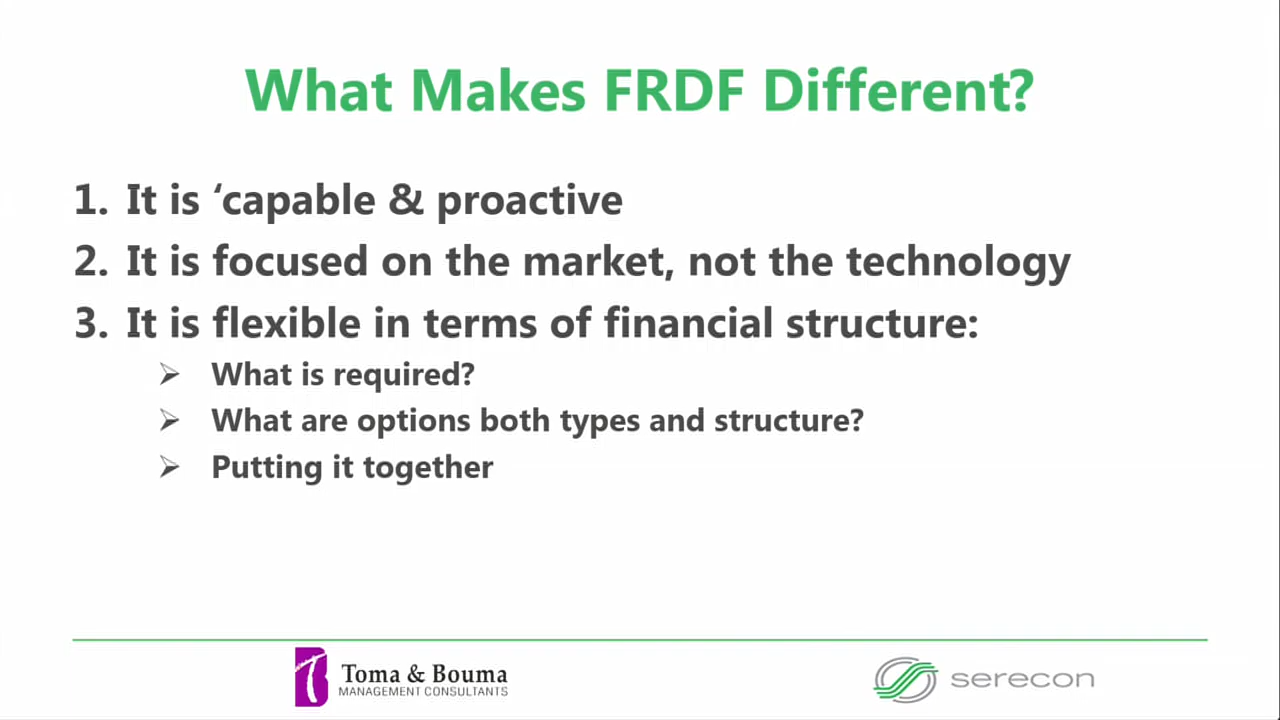 What Makes FRDF Different?
1. It is ‘capable & proactive
2. It is focused on the market, not the technology
3. It is flexible in terms of financial structure:
➢ What is required?
➢ What are options both types and structure?
➢ Putting it together
Toma & Bouma
MANAGEMENT CONSULTANTS
serecon